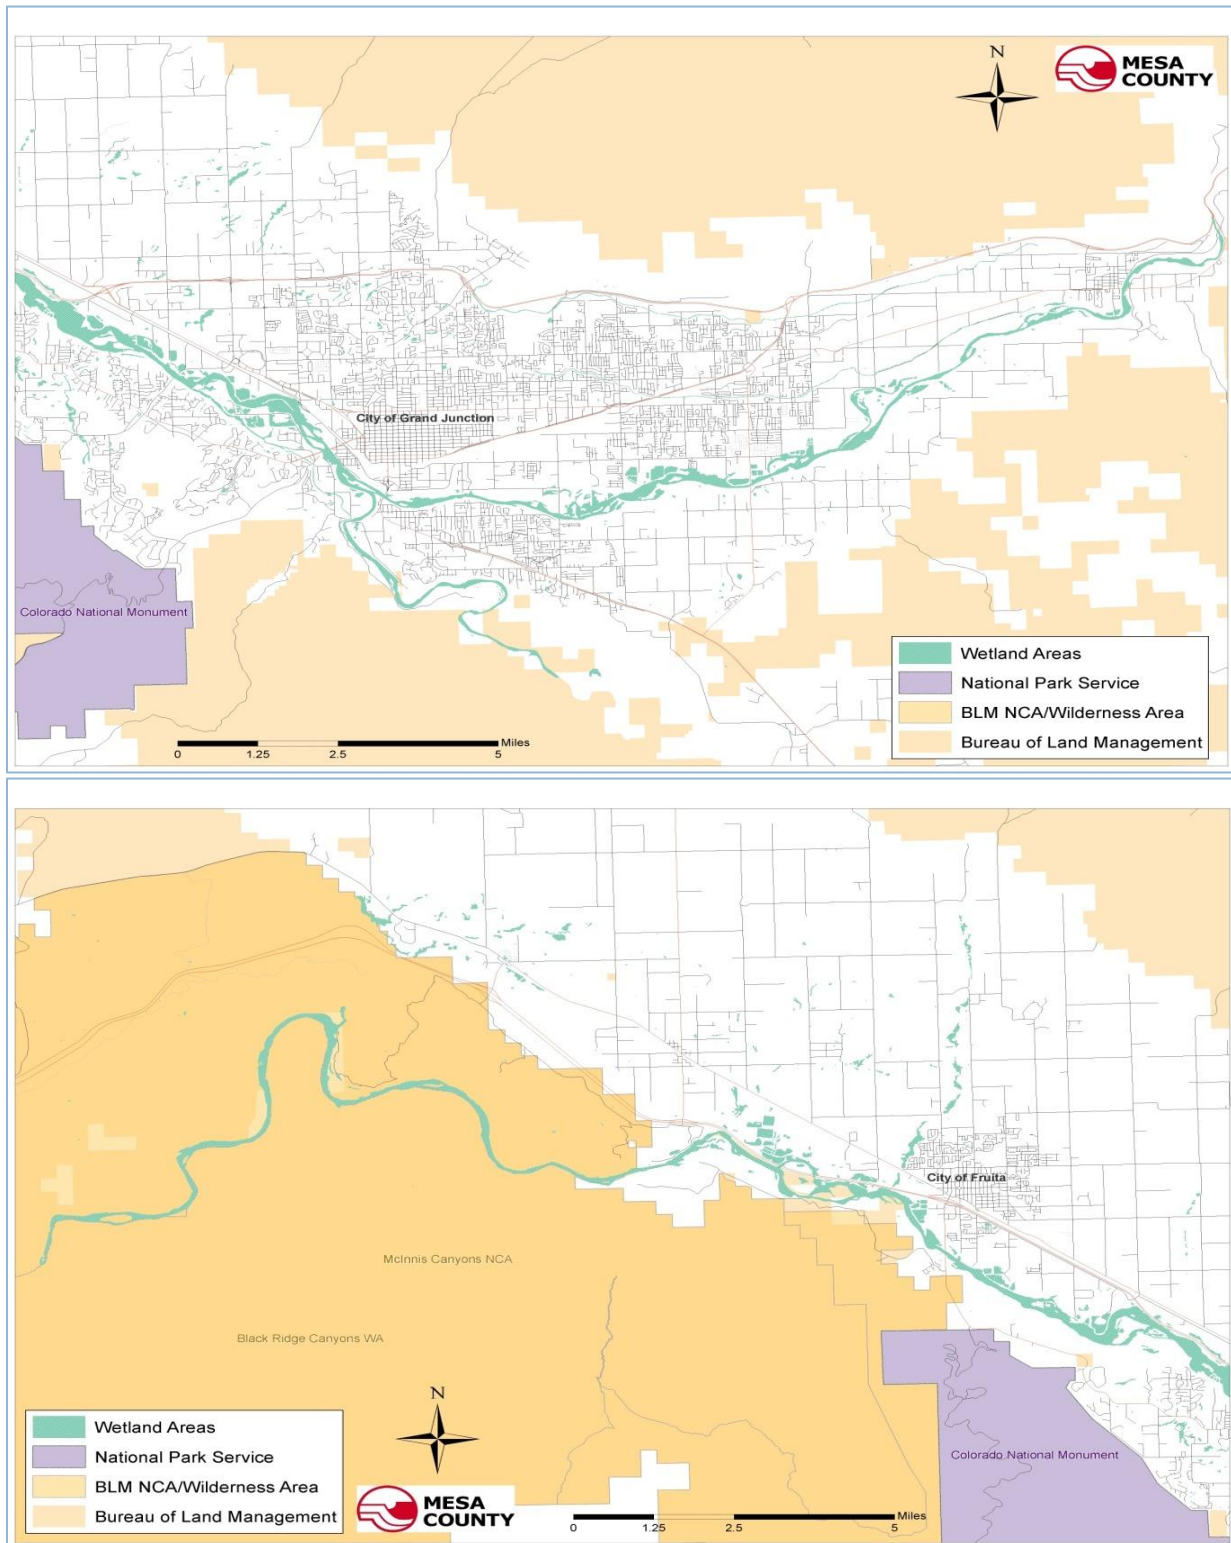 N
MESA
COUNTY
City of Grand Junction
Colorado National Monument
Wetland Areas
National Park Service
BLM NCA/Wilderness Area
Bureau of Land Management
Miles
0 1.25 2.5 5
City of Fruita
McInnis Canyons NCA
Black Ridge Canyons WA
N
Wetland Areas
National Park Service
BLM NCA/Wilderness Area
Bureau of Land Management
Colorado National Monument
MESA
COUNTY
Miles
0 1.25 2.5 5